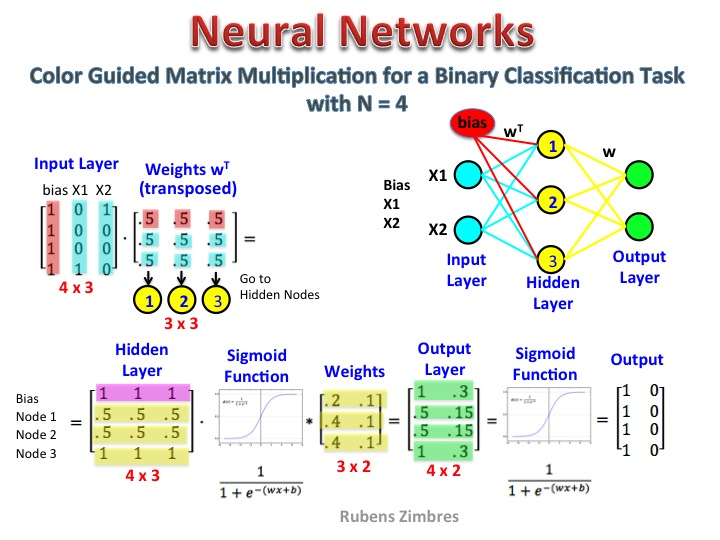 Neural Networks
Color Guided Matrix Multiplication for a Binary Classification Task
with N = 4
bias
wT
w
1
2
3
X1
X2
Bias
X1
X2
Input
Layer
Hidden
Layer
Output
Layer
Input Layer
bias X1 X2
1 0 1
1 0 0
1 0 0
1 1 0
4 x 3
·
Weights wT
(transposed)
.5 .5 .5
.5 .5 .5
.5 .5 .5
=
1 2 3
Go to
Hidden Nodes
3 x 3
Bias
Node 1
Node 2
Node 3
=
Hidden
Layer
1 1 1
.5 .5 .5
.5 .5 .5
1 1 1
4 x 3
·
Sigmoid
Function
1
1 + e-(wx+b)
*
Weights
.2 .1
.4 .1
.4 .1
3 x 2
=
Output
Layer
1 .3
.5 .15
.5 .15
1 .3
4 x 2
=
Sigmoid
Function
1
1 + e-(wx+b)
=
Output
1 0
1 0
1 0
1 0
Rubens Zimbres